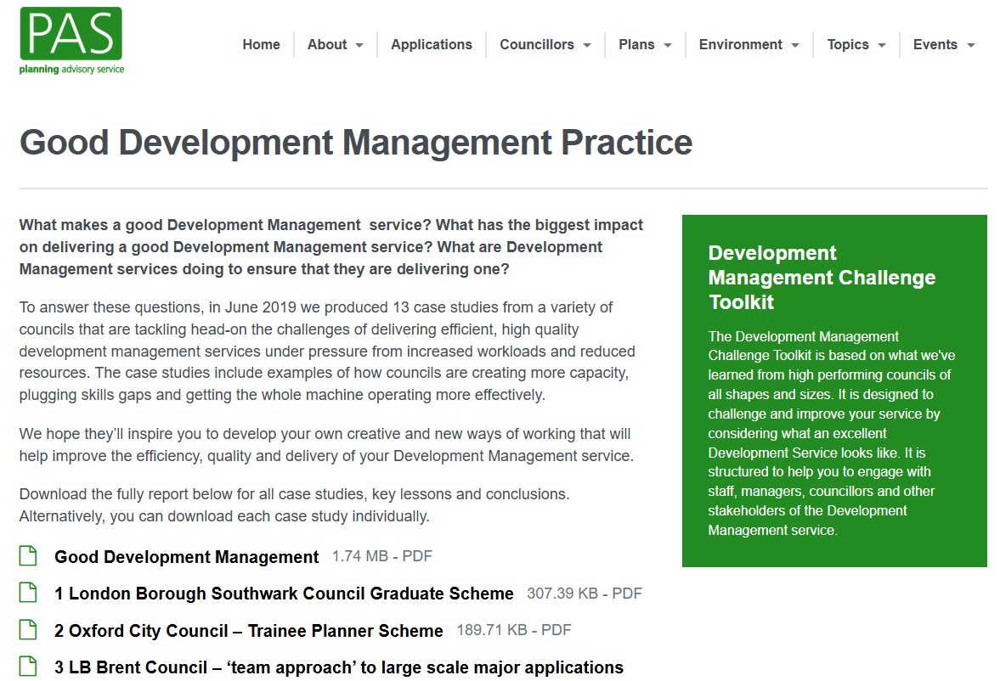 PAS
planning advisory service
Home
About
Applications
Councillors
Plans
Environment
Topics
Events
Good Development Management Practice
What makes a good Development Management  service? What has the biggest impact
on delivering a good Development Management service? What are Development
Management services doing to ensure that they are delivering one?
To answer these questions, in June 2019 we produced 13 case studies from a variety of
councils that are tackling head-on the challenges of delivering efficient, high quality
development management services under pressure from increased workloads and reduced
resources. The case studies include examples of how councils are creating more capacity,
plugging skills gaps and getting the whole machine operating more effectively.
We hope they’ll inspire you to develop your own creative and new ways of working that will
help improve the efficiency, quality and delivery of your Development Management service.
Download the fully report below for all case studies, key lessons and conclusions.
Alternatively, you can download each case study individually.
Good Development Management 1.74 MB - PDF
1 London Borough Southwark Council Graduate Scheme 307.39 KB - PDF
2 Oxford City Council – Trainee Planner Scheme 189.71 KB - PDF
3 LB Brent Council – ‘team approach’ to large scale major applications
Development
Management Challenge
Toolkit
The Development Management
Challenge Toolkit is based on what we've
learned from high performing councils of
all shapes and sizes. It is designed to
challenge and improve your service by
considering what an excellent
Development Service looks like. It is
structured to help you to engage with
staff, managers, councillors and other
stakeholders of the Development
Management service.